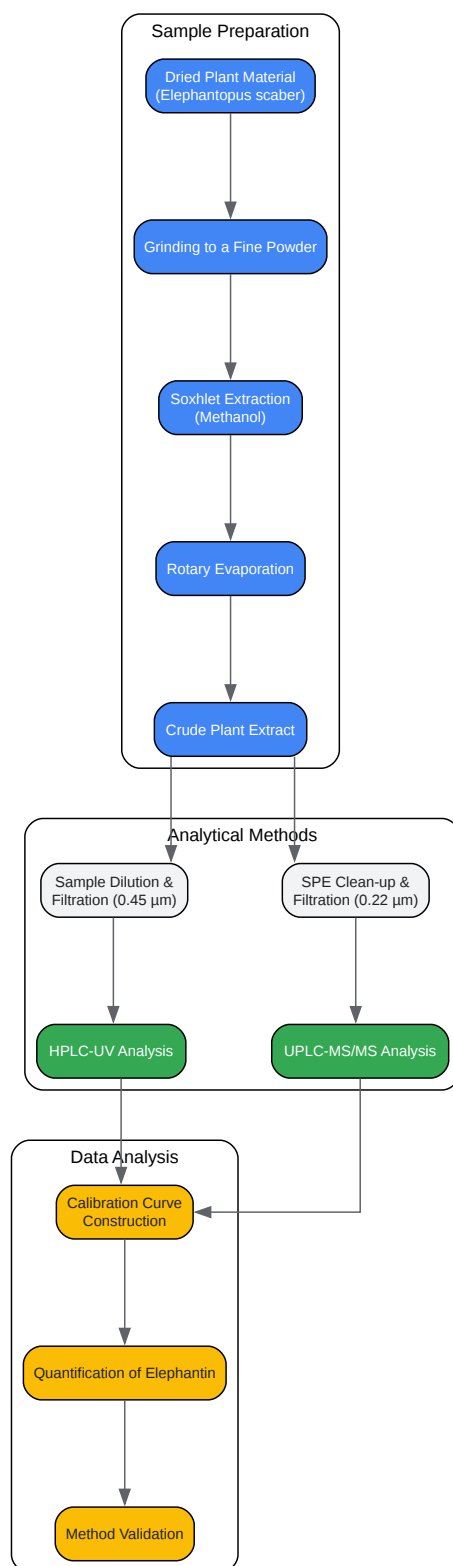 Sample Preparation
Dried Plant Material
(Elephantopus scaber)
Grinding to a Fine Powder
Soxhlet Extraction
(Methanol)
Rotary Evaporation
Crude Plant Extract
Analytical Methods
Sample Dilution &
Filtration (0.45 µm)
SPE Clean-up &
Filtration (0.22 µm)
HPLC-UV Analysis
UPLC-MS/MS Analysis
Data Analysis
Calibration Curve
Construction
Quantification of Elephantin
Method Validation